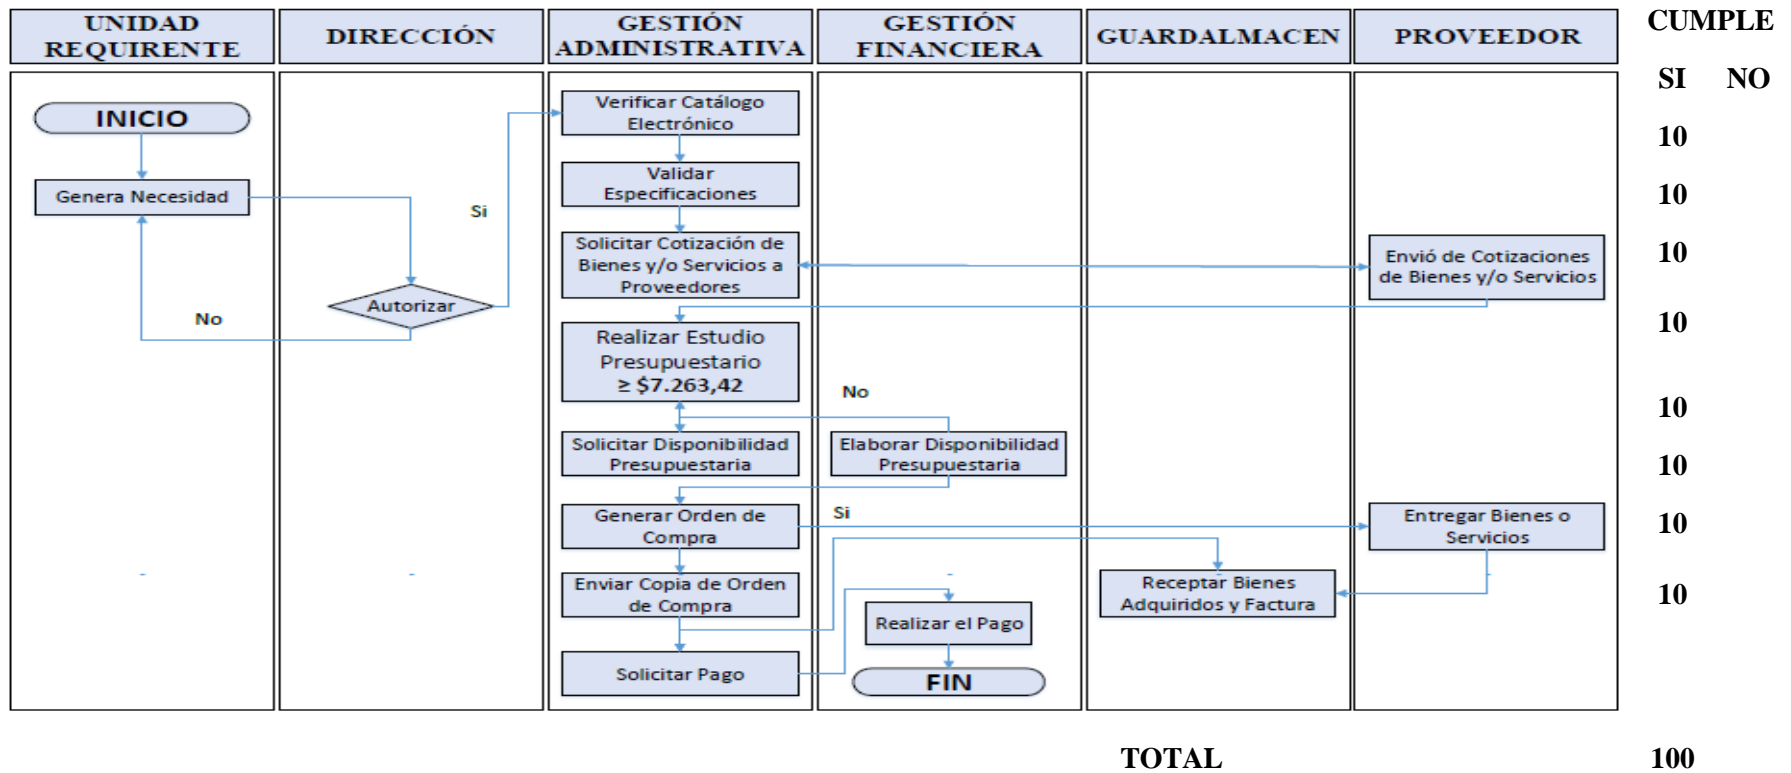 UNIDAD
REQUIRENTE
DIRECCIÓN
GESTIÓN
ADMINISTRATIVA
GESTIÓN
FINANCIERA
GUARDALMACEN
PROVEEDOR
CUMPLE
SI NO
INICIO
Genera Necesidad
Si
No
Autorizar
Verificar Catálogo
Electrónico
Validar
Especificaciones
Solicitar Cotización de
Bienes y/o Servicios a
Proveedores
Envió de Cotizaciones
de Bienes y/o Servicios
Realizar Estudio
Presupuestario
≥ $7.263,42
No
Solicitar Disponibilidad
Presupuestaria
Elaborar Disponibilidad
Presupuestaria
Generar Orden de
Compra
Si
Entregar Bienes o
Servicios
Enviar Copia de Orden
de Compra
Receptar Bienes
Adquiridos y Factura
Realizar el Pago
Solicitar Pago
FIN
10
10
10
10
10
10
10
10
TOTAL 100